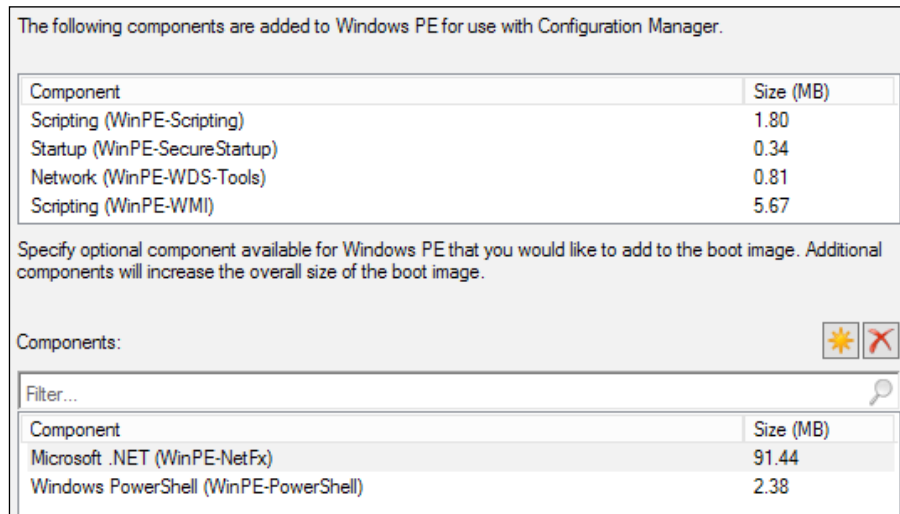 The following components are added to Windows PE for use with Configuration Manager.
Component Size (MB)
Scripting (WinPE-Scripting) 1.80
Startup (WinPE-SecureStartup) 0.34
Network (WinPE-WDS-Tools) 0.81
Scripting (WinPE-WMI) 5.67
Specify optional component available for Windows PE that you would like to add to the boot image. Additional
components will increase the overall size of the boot image.
Components:
Filter...
Component Size (MB)
Microsoft .NET (WinPE-NetFx) 91.44
Windows PowerShell (WinPE-PowerShell) 2.38